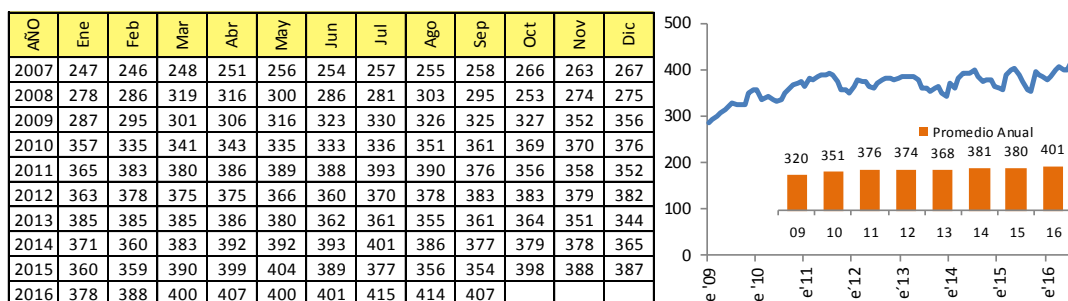 AÑO Ene Feb Mar Abr May Jun Jul Ago Sep Oct Nov Dic
2007 247 246 248 251 256 254 257 255 258 266 263 267
2008 278 286 319 316 300 296 281 303 295 253 274 275
2009 287 295 301 306 316 323 330 326 325 327 352 356
2010 357 335 341 343 335 333 336 351 361 369 370 376
2011 365 383 380 386 389 388 393 390 376 356 358 352
2012 363 378 375 375 366 360 370 378 383 383 379 382
2013 385 385 385 386 380 362 361 355 361 364 351 344
2014 371 360 383 392 392 393 401 386 377 379 378 365
2015 360 359 390 399 404 389 377 356 354 398 388 387
2016 378 388 400 407 400 401 415 414 407
500
400
300
200
100
0
Promedio Anual
320 351 376 374 368 381 380 401
09 10 11 12 13 14 15 16
e '09 e '10 e'11 e´12 e'13 e'14 e'15 e'16